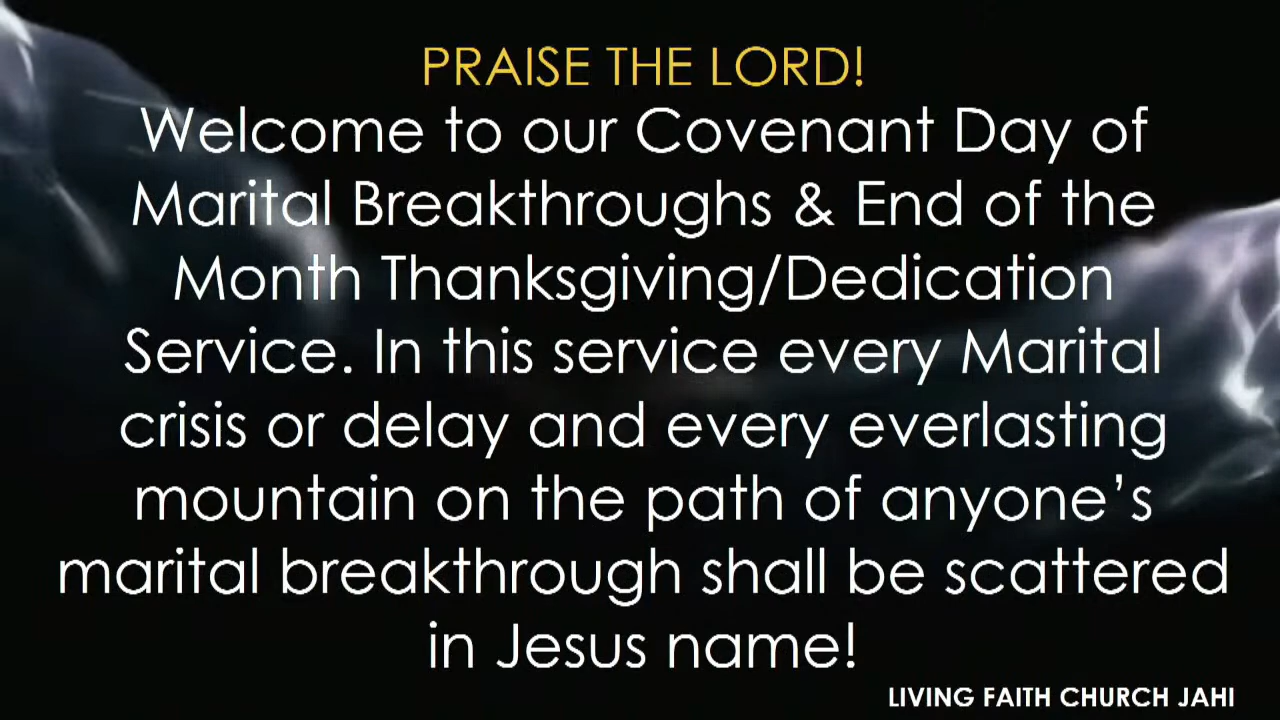 PRAISE THE LORD!
Welcome to our Covenant Day of
Marital Breakthroughs & End of the
Month Thanksgiving/Dedication
Service. In this service every Marital
crisis or delay and every everlasting
mountain on the path of anyone’s
marital breakthrough shall be scattered
in Jesus name!
LIVING FAITH CHURCH JAHI